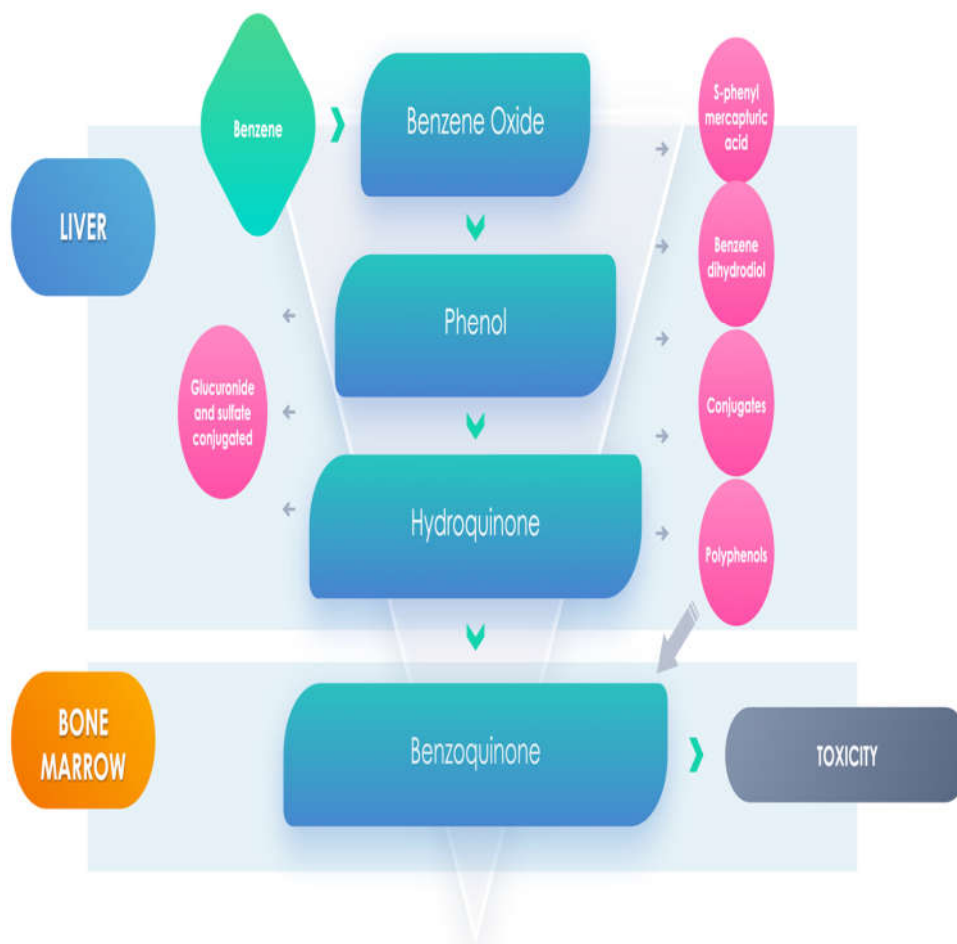 Benzene
Benzene Oxide
S-phenyl
mercapturic
acid
LIVER
Benzene
dihydrodiol
Phenol
Glucuronide
and sulfate
conjugated
Conjugates
Hydroquinone
Polyphenols
BONE
MARROW
Benzoquinone
TOXICITY